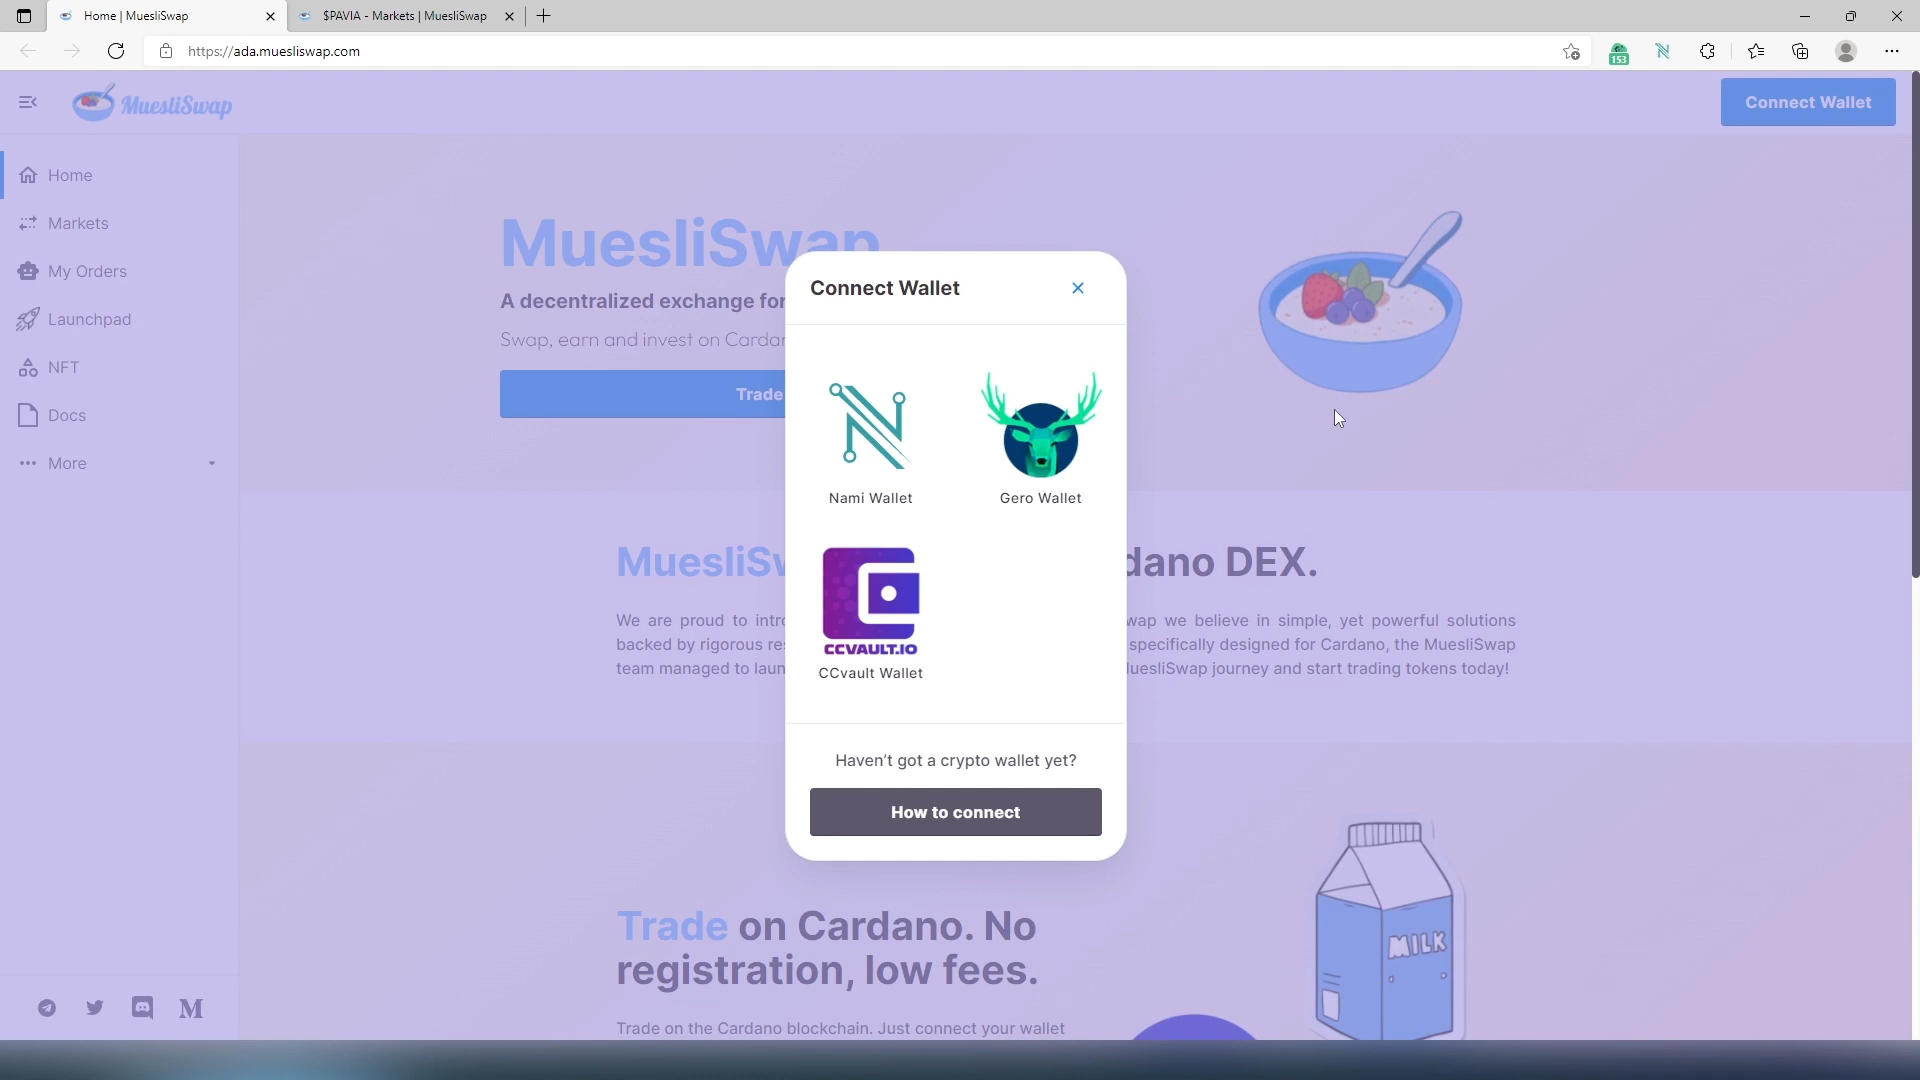 Home | MuesliSwap
$PAVIA - Markets | MuesliSwap
https://ada.muesliswap.com
153
MuesliSwap
Connect Wallet
Home
Markets
My Orders
Launchpad
NFT
Docs
More
MuesliSwap
A decentralized exchange for
Swap, earn and invest on Cardan
Trade
Connect Wallet
Nami Wallet
Gero Wallet
CCVAULT.IO
CCvault Wallet
Haven't got a crypto wallet yet?
How to connect
MuesliSw dano DEX.
We are proud to intro wap we believe in simple, yet powerful solutions
backed by rigorous re specifically designed for Cardano, the MuesliSwap
team managed to laun MuesliSwap journey and start trading tokens today!
Trade on Cardano. No
registration, low fees.
MILK
Trade on the Cardano blockchain. Just connect your wallet